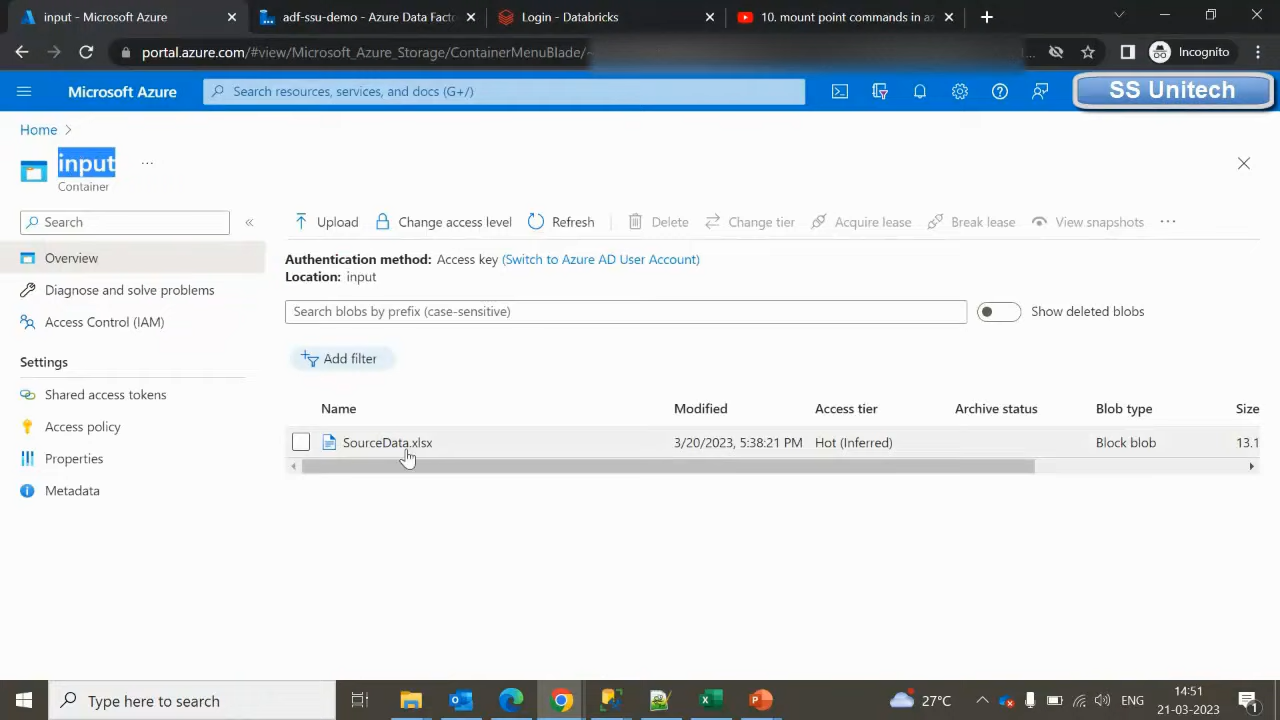 input - Microsoft Azure
adf-ssu-demo - Azure Data Facto
Login - Databricks
10. mount point commands in az
portal.azure.com/#view/Microsoft_Azure_Storage/ContainerMenuBlade/~
...
Incognito
Microsoft Azure
Search resources, services, and docs (G+/)
SS Unitech
Home
input
...
Container
Search
«
Upload
Change access level
Refresh
Delete
Change tier
Acquire lease
Break lease
View snapshots
...
Overview
Diagnose and solve problems
Access Control (IAM)
Settings
Shared access tokens
Access policy
Properties
Metadata
Authentication method: Access key (Switch to Azure AD User Account)
Location: input
Search blobs by prefix (case-sensitive)
Show deleted blobs
Add filter
Name Modified Access tier Archive status Blob type Size
SourceData.xlsx 3/20/2023, 5:38:21 PM Hot (Inferred) Block blob 13.1
Type here to search
27°C
ENG
14:51
21-03-2023
1